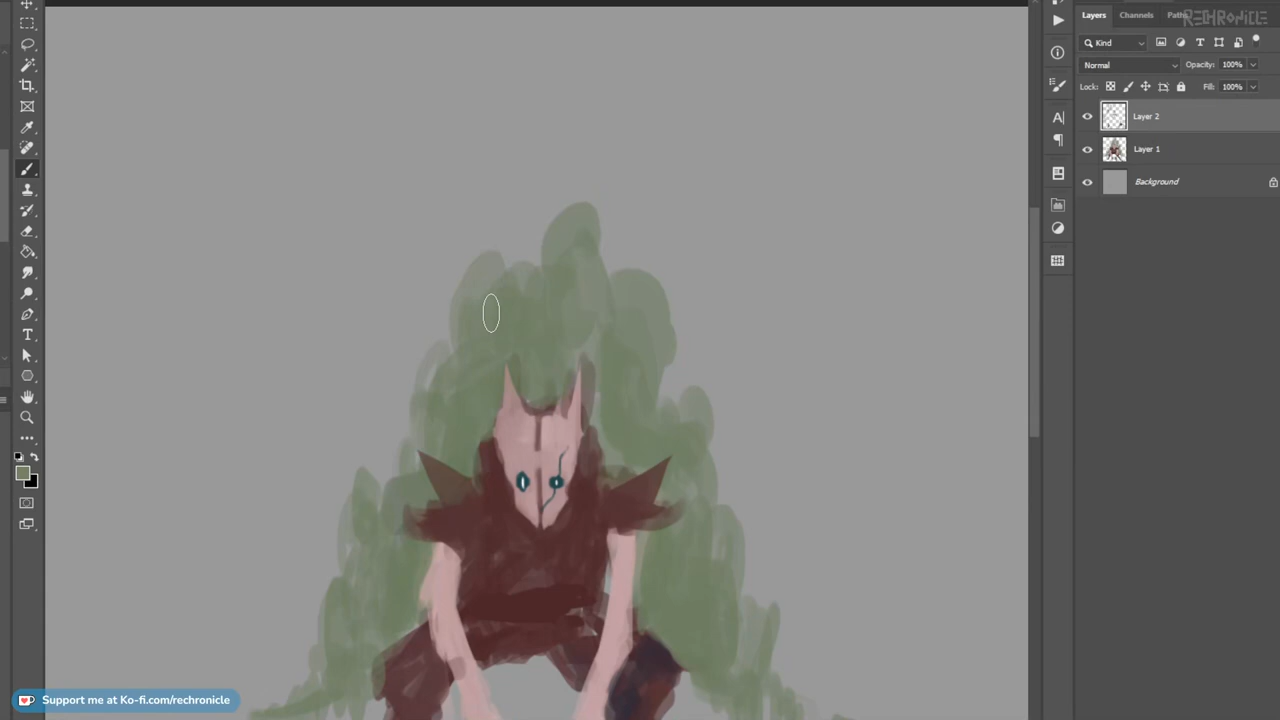 Layers Channels Paths
RECHRONICLE
Kind
Normal Opacity: 100%
Lock: Fill: 100%
Layer 2
Layer 1
Background
Support me at Ko-fi.com/rechronicle